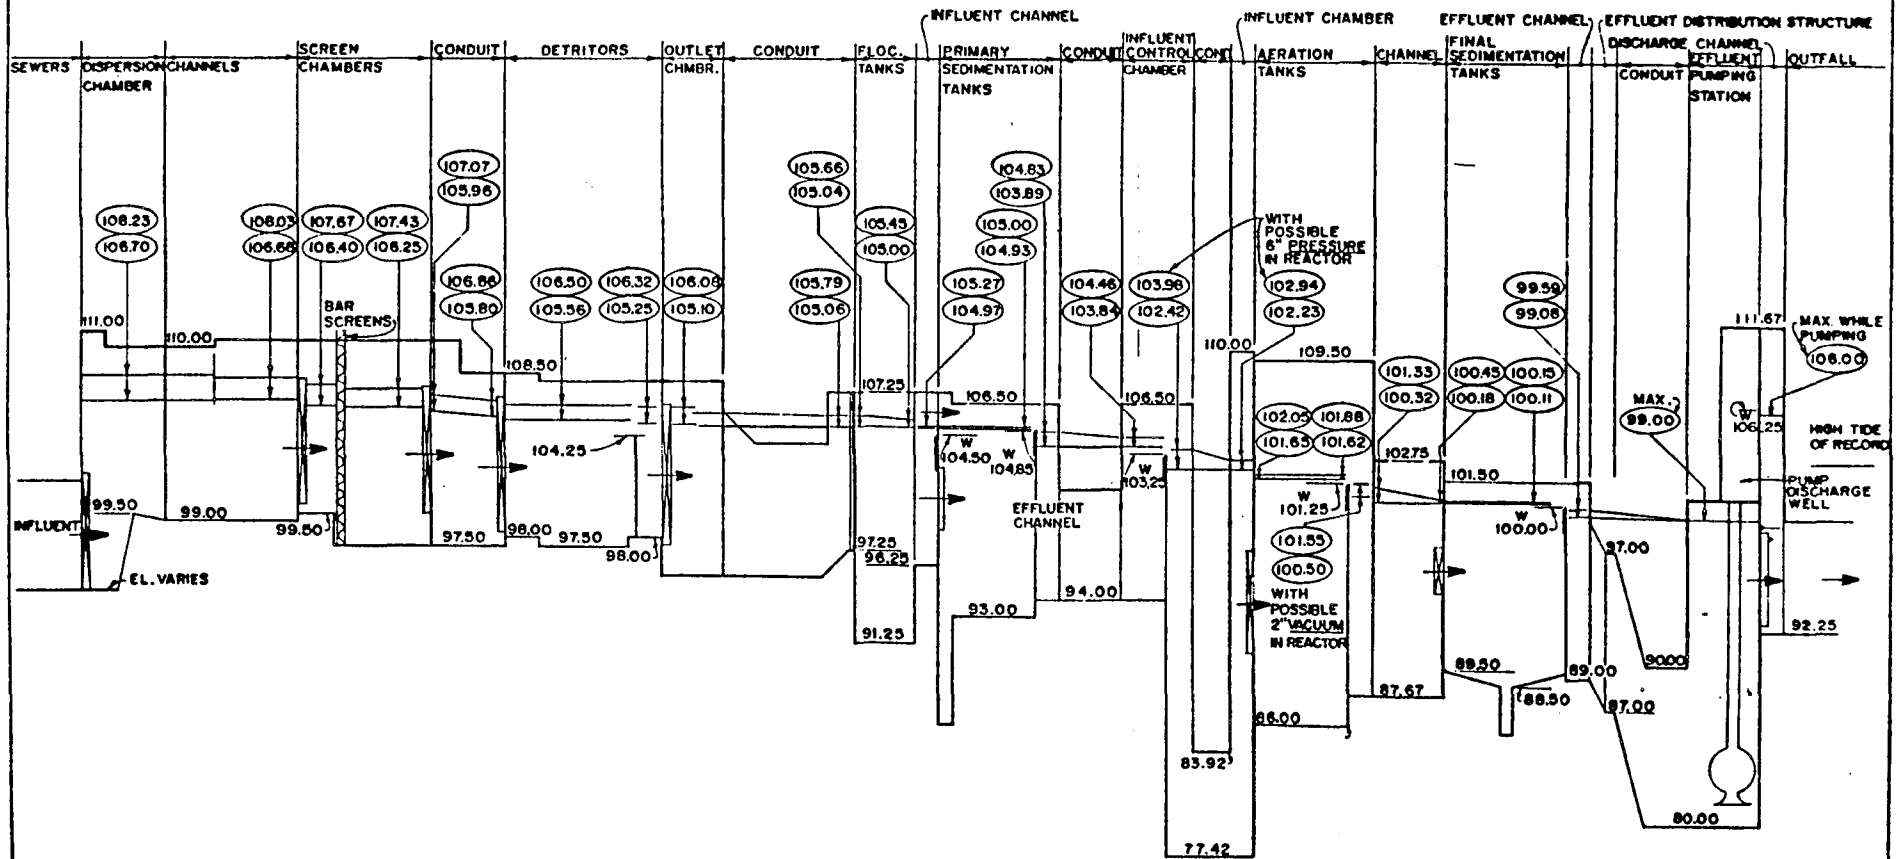 INFLUENT CHANNEL
INFLUENT CHAMBER
EFFLUENT CHANNEL
EFFLUENT DISTRIBUTION STRUCTURE
DISCHARGE CHANNEL
SEWERS
DISPERSION
CHAMBER
CHANNELS
SCREEN
CHAMBERS
CONDUIT
DETRITORS
OUTLET
CHMBR.
CONDUIT
FLOC.
TANKS
PRIMARY
SEDIMENTATION
TANKS
CONDUIT
INFLUENT
CONTROL
CHAMBER
COND
AERATION
TANKS
CHANNEL
FINAL
SEDIMENTATION
TANKS
CONDUIT
EFFLUENT
PUMPING
STATION
OUTFALL
108.23
106.70
108.03
106.66
107.67
106.40
107.43
106.25
107.07
105.96
106.86
105.80
106.50
105.56
106.32
105.25
106.08
105.10
105.66
105.04
105.79
105.06
105.45
105.00
104.83
103.89
105.00
104.93
105.27
104.97
104.46
103.84
103.98
102.42
WITH
POSSIBLE
6" PRESSURE
IN REACTOR
102.94
102.23
99.59
99.08
BAR
SCREENS
111.00
110.00
108.50
107.25
106.50
106.50
110.00
109.50
111.67
MAX. WHILE
PUMPING
106.00
101.33
100.32
100.45
100.18
100.15
100.11
MAX.
99.00
W
106.25
HIGH TIDE
OF RECORD
102.05
101.65
101.88
101.62
104.25
W
104.50
W
104.85
W
103.25
102.75
101.50
W
101.25
W
100.00
PUMP
DISCHARGE
WELL
INFLUENT
99.50
99.00
99.50
97.50
98.00
97.50
98.00
97.25
96.25
EFFLUENT
CHANNEL
101.55
100.50
WITH
POSSIBLE
2" VACUUM
IN REACTOR
97.00
EL. VARIES
94.00
93.00
91.25
92.25
89.50
89.00
90.00
88.50
87.67
87.00
86.00
83.92
80.00
77.42